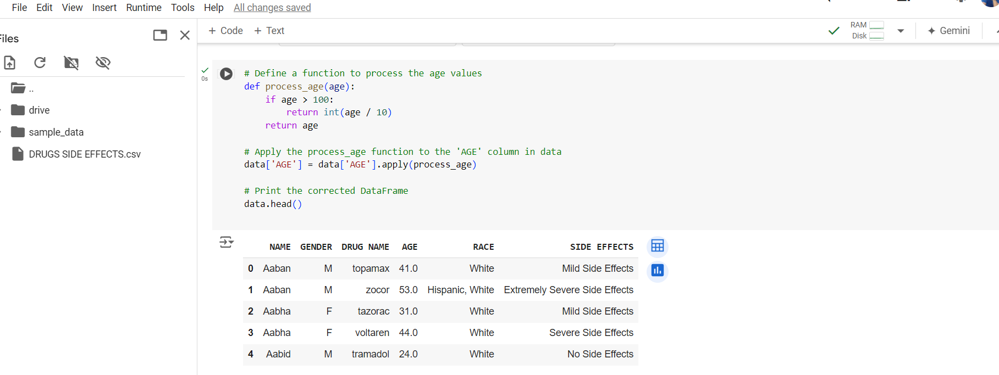 File Edit View Insert Runtime Tools Help All changes saved
Files
+ Code + Text
RAM
Disk
Gemini
..
drive
sample_data
DRUGS SIDE EFFECTS.csv
0s
# Define a function to process the age values
def process_age(age):
    if age > 100:
        return int(age / 10)
    return age
# Apply the process_age function to the 'AGE' column in data
data['AGE'] = data['AGE'].apply(process_age)
# Print the corrected DataFrame
data.head()
NAME GENDER DRUG NAME AGE RACE SIDE EFFECTS
0 Aaban M topamax 41.0 White Mild Side Effects
1 Aaban M zocor 53.0 Hispanic, White Extremely Severe Side Effects
2 Aabha F tazorac 31.0 White Mild Side Effects
3 Aabha F voltaren 44.0 White Severe Side Effects
4 Aabid M tramadol 24.0 White No Side Effects